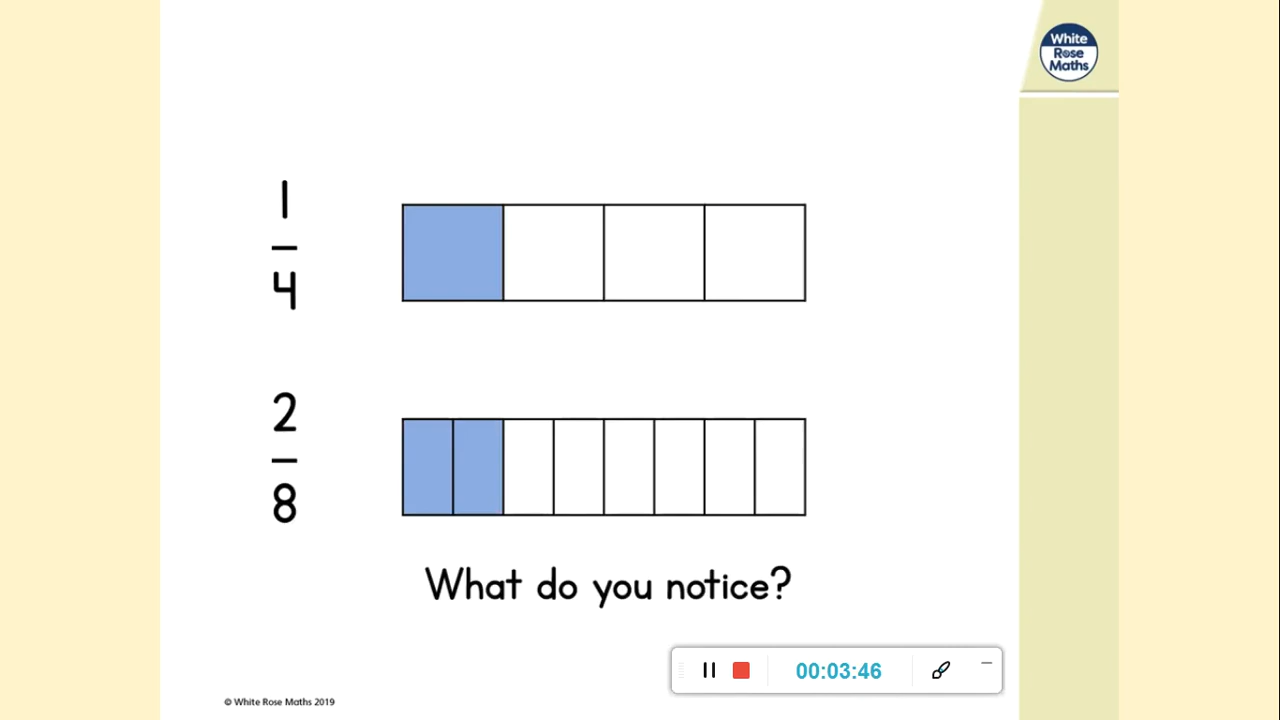 White
Rose
Maths
1
4
2
8
What do you notice?
00:03:46
© White Rose Maths 2019